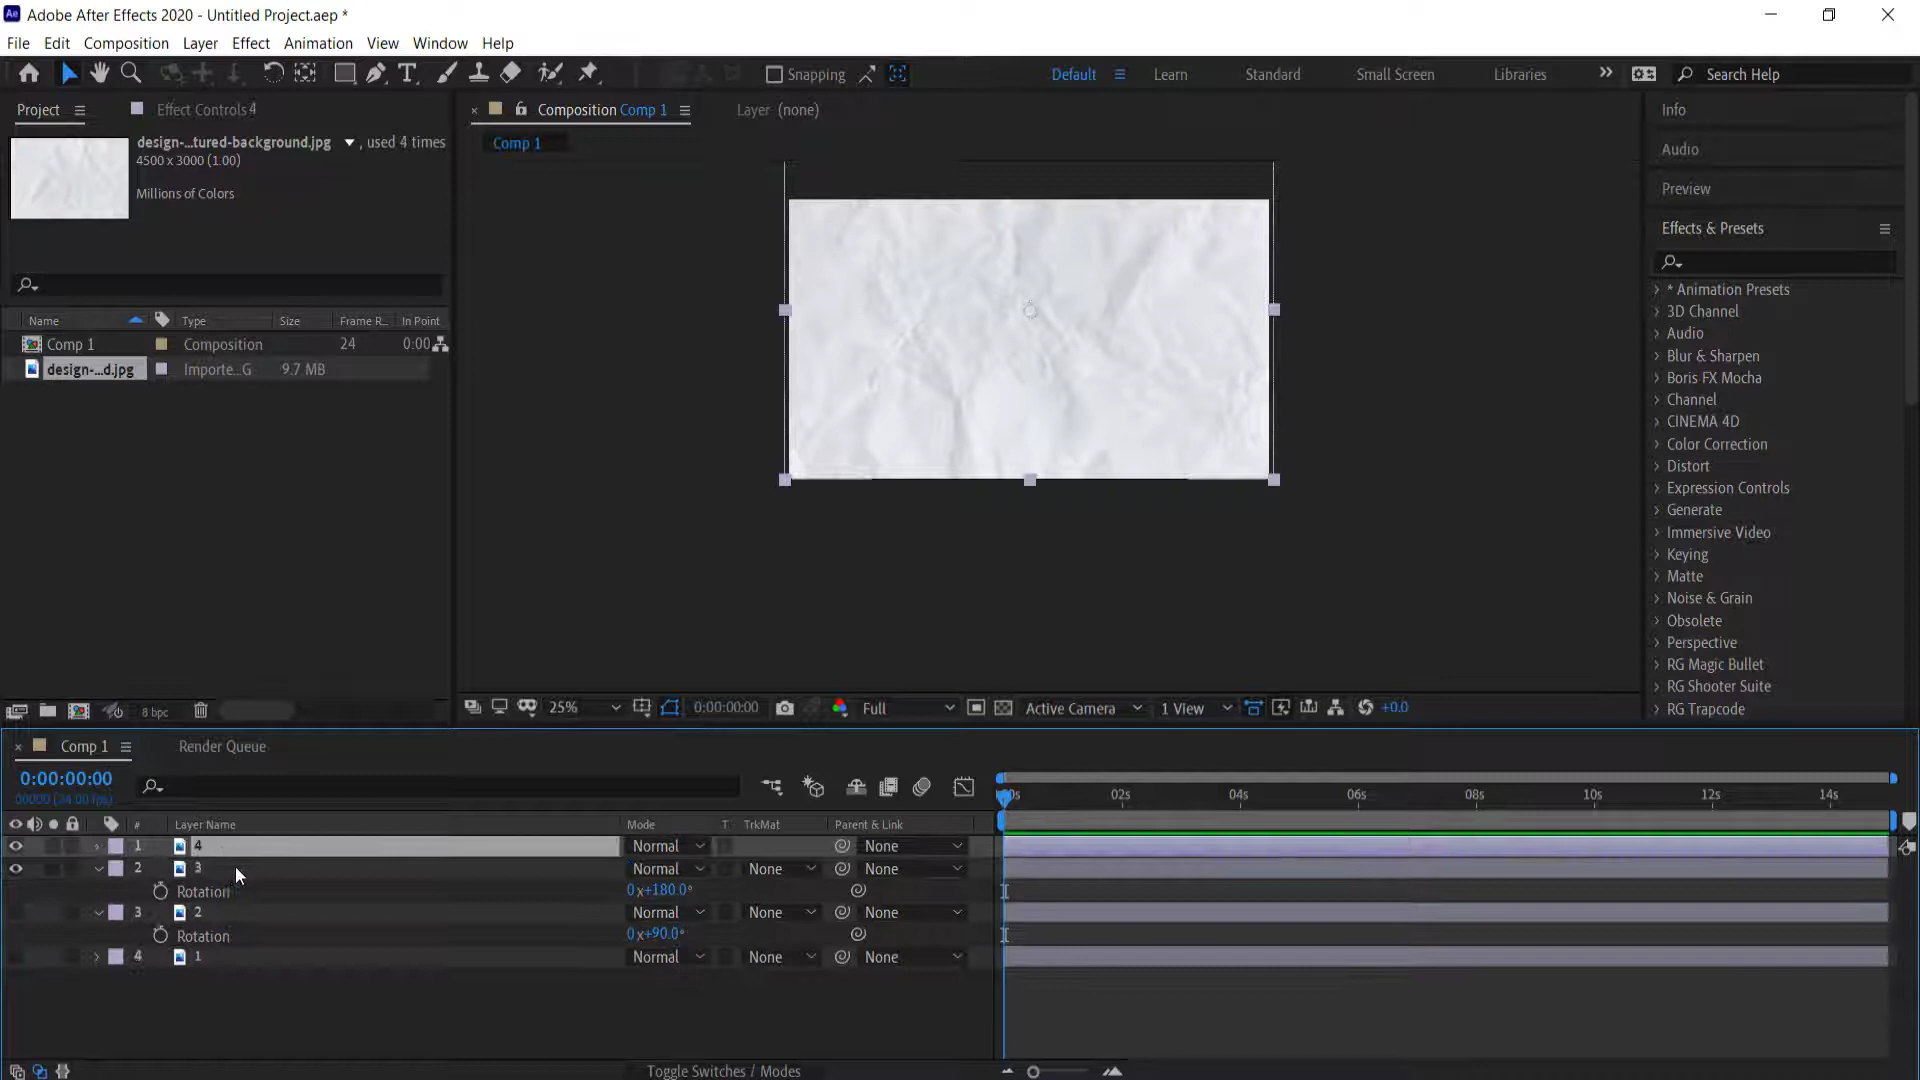 Adobe After Effects 2020 - Untitled Project.aep *
File Edit Composition Layer Effect Animation View Window Help
Snapping Default Learn Standard Small Screen Libraries Search Help
Project Effect Controls 4
Composition Comp 1 Layer (none)
Info
design-...tured-background.jpg , used 4 times
4500 x 3000 (1.00)
Millions of Colors
Comp 1
Audio
Preview
Effects & Presets
Name Type Size Frame R... In Point
Comp 1 Composition 24 0:00
design-...d.jpg Importe...G 9.7 MB
* Animation Presets
3D Channel
Audio
Blur & Sharpen
Boris FX Mocha
Channel
CINEMA 4D
Color Correction
Distort
Expression Controls
Generate
Immersive Video
Keying
Matte
Noise & Grain
Obsolete
Perspective
RG Magic Bullet
RG Shooter Suite
RG Trapcode
8 bpc
25% 0:00:00:00 Full Active Camera 1 View +0.0
Comp 1 Render Queue
0:00:00:00
00000 (24.00 fps)
00s 02s 04s 06s 08s 10s 12s 14s
# Layer Name Mode T TrkMat Parent & Link
1 4 Normal None
2 3 Normal None None
Rotation 0x+180.0°
3 2 Normal None None
Rotation 0x+90.0°
4 1 Normal None None
Toggle Switches / Modes